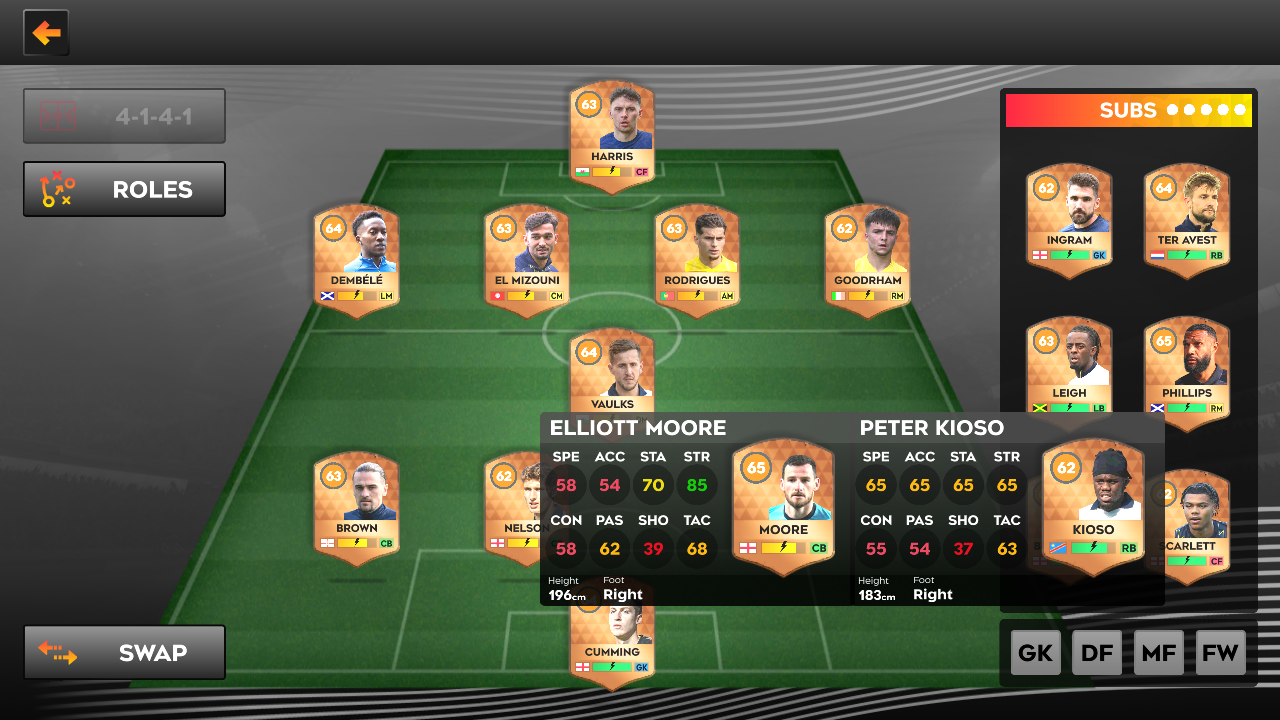 4-1-4-1
ROLES
SUBS
63
HARRIS
CF
64
DEMBÉLÉ
LM
63
EL MIZOUNI
CM
63
RODRIGUES
AM
62
GOODRHAM
RM
62
INGRAM
GK
64
TER AVEST
RB
63
LEIGH
LB
65
PHILLIPS
RM
64
VAULKS
63
BROWN
CB
62
NELSON
ELLIOTT MOORE
SPE ACC STA STR
58 54 70 85
CON PAS SHO TAC
58 62 39 68
Height Foot
196cm Right
65
MOORE
CB
PETER KIOSO
SPE ACC STA STR
65 65 65 65
CON PAS SHO TAC
55 54 37 63
Height Foot
183cm Right
62
KIOSO
RB
SCARLETT
CF
CUMMING
GK
SWAP
GK DF MF FW